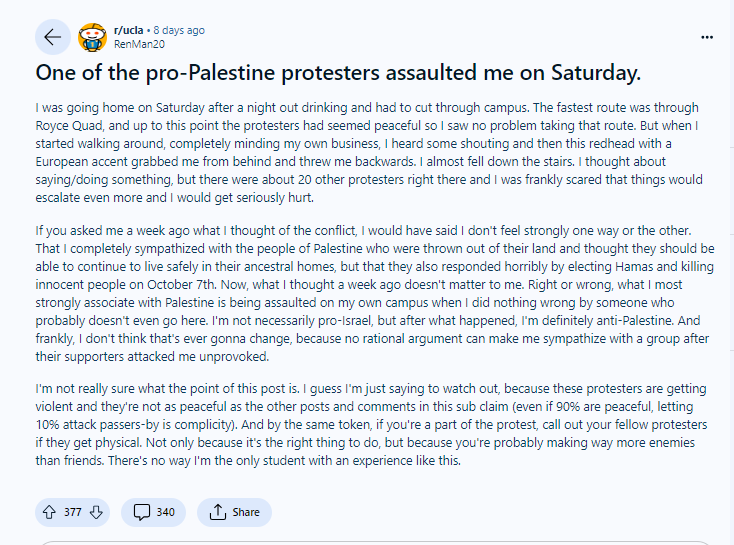 r/ucla • 8 days ago
RenMan20
One of the pro-Palestine protesters assaulted me on Saturday.
I was going home on Saturday after a night out drinking and had to cut through campus. The fastest route was through
Royce Quad, and up to this point the protesters had seemed peaceful so I saw no problem taking that route. But when I
started walking around, completely minding my own business, I heard some shouting and then this redhead with a
European accent grabbed me from behind and threw me backwards. I almost fell down the stairs. I thought about
saying/doing something, but there were about 20 other protesters right there and I was frankly scared that things would
escalate even more and I would get seriously hurt.
If you asked me a week ago what I thought of the conflict, I would have said I don't feel strongly one way or the other.
That I completely sympathized with the people of Palestine who were thrown out of their land and thought they should be
able to continue to live safely in their ancestral homes, but that they also responded horribly by electing Hamas and killing
innocent people on October 7th. Now, what I thought a week ago doesn't matter to me. Right or wrong, what I most
strongly associate with Palestine is being assaulted on my own campus when I did nothing wrong by someone who
probably doesn't even go here. I'm not necessarily pro-Israel, but after what happened, I'm definitely anti-Palestine. And
frankly, I don't think that's ever gonna change, because no rational argument can make me sympathize with a group after
their supporters attacked me unprovoked.
I'm not really sure what the point of this post is. I guess I'm just saying to watch out, because these protesters are getting
violent and they're not as peaceful as the other posts and comments in this sub claim (even if 90% are peaceful, letting
10% attack passers-by is complicity). And by the same token, if you're a part of the protest, call out your fellow protesters
if they get physical. Not only because it's the right thing to do, but because you're probably making way more enemies
than friends. There's no way I'm the only student with an experience like this.
377 340 Share